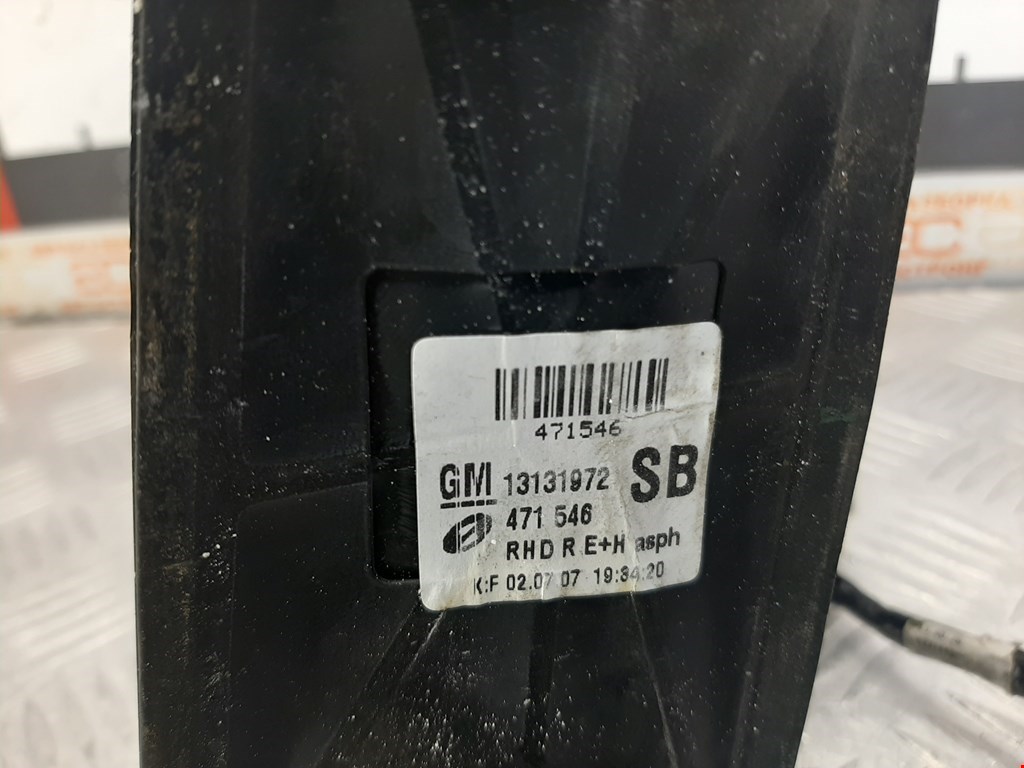 471546
GM 13131972 SB
471 546
RHD R E+H asph
K:F 02.07 07 19:34:20